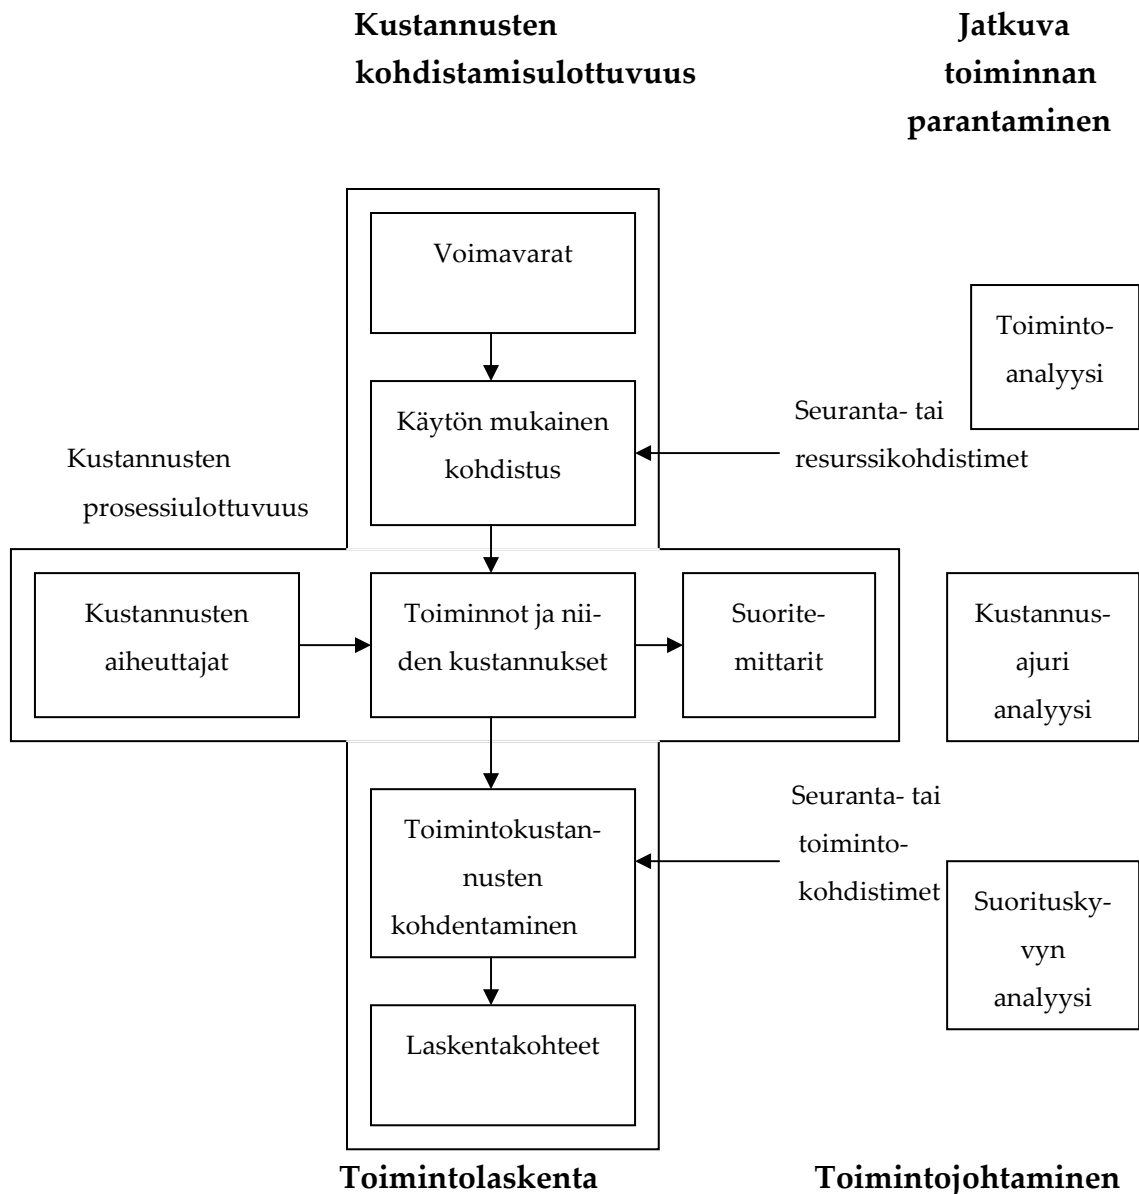 Kustannusten
kohdistamisulottuvuus
Jatkuva
toiminnan
parantaminen
Voimavarat
Toiminto-
analyysi
Käytön mukainen
kohdistus
Seuranta- tai
resurssikohdistimet
Kustannusten
prosessiulottuvuus
Kustannusten
aiheuttajat
Toiminnot ja nii-
den kustannukset
Suorite-
mittarit
Kustannus-
ajuri
analyysi
Toimintokustan-
nusten
kohdentaminen
Seuranta- tai
toiminto-
kohdistimet
Suoritusky-
vyn
analyysi
Laskentakohteet
Toimintolaskenta
Toimintojohtaminen